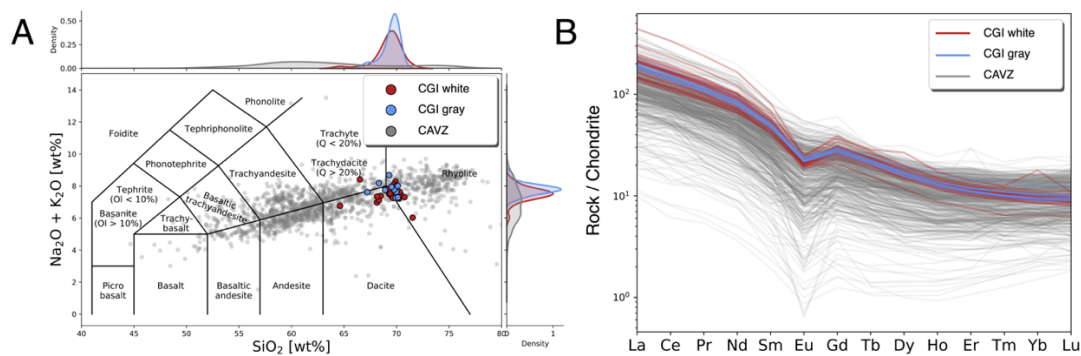 A
Density
0.50
0.25
0.00
CGI white
CGI gray
CAVZ
14
12
10
8
6
4
2
0
Na2O + K2O [wt%]
Foidite
Phonolite
Tephriphonolite
Phonotephrite
Tephrite
(Ol < 10%)
Basanite
(Ol > 10%)
Trachy-
basalt
Basaltic
trachyandesite
Trachyandesite
Trachyte
(Q < 20%)
Trachydacite
(Q > 20%)
Rhyolite
Picro
basalt
Basalt
Basaltic
andesite
Andesite
Dacite
40 45 50 55 60 65 70 75 80
SiO2 [wt%]
0 1
Density
B
CGI white
CGI gray
CAVZ
Rock / Chondrite
10²
10¹
10⁰
La Ce Pr Nd Sm Eu Gd Tb Dy Ho Er Tm Yb Lu